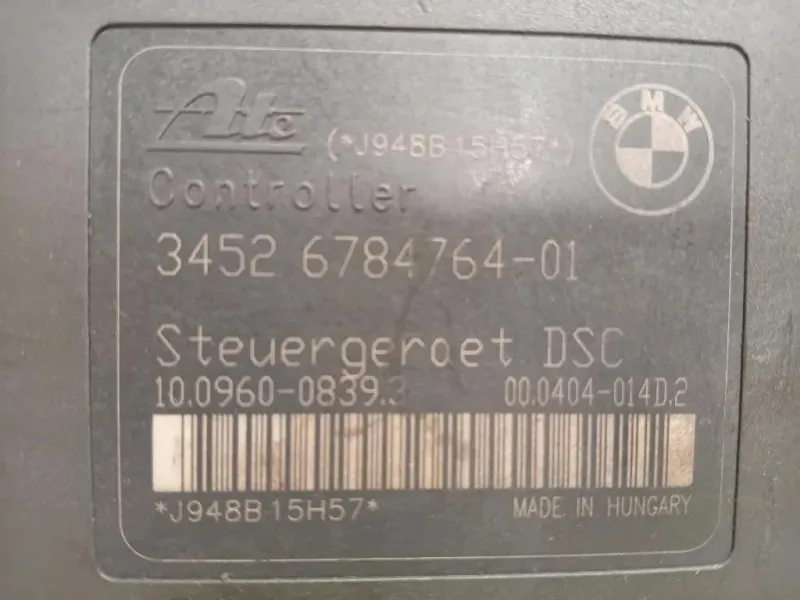 Ate
BMW
(*J948B15H57*)
Controller
3452 6784764-01
Steuergeraet DSC
10.0960-0839.3 00.0404-014D.2
*J948B15H57* MADE IN HUNGARY